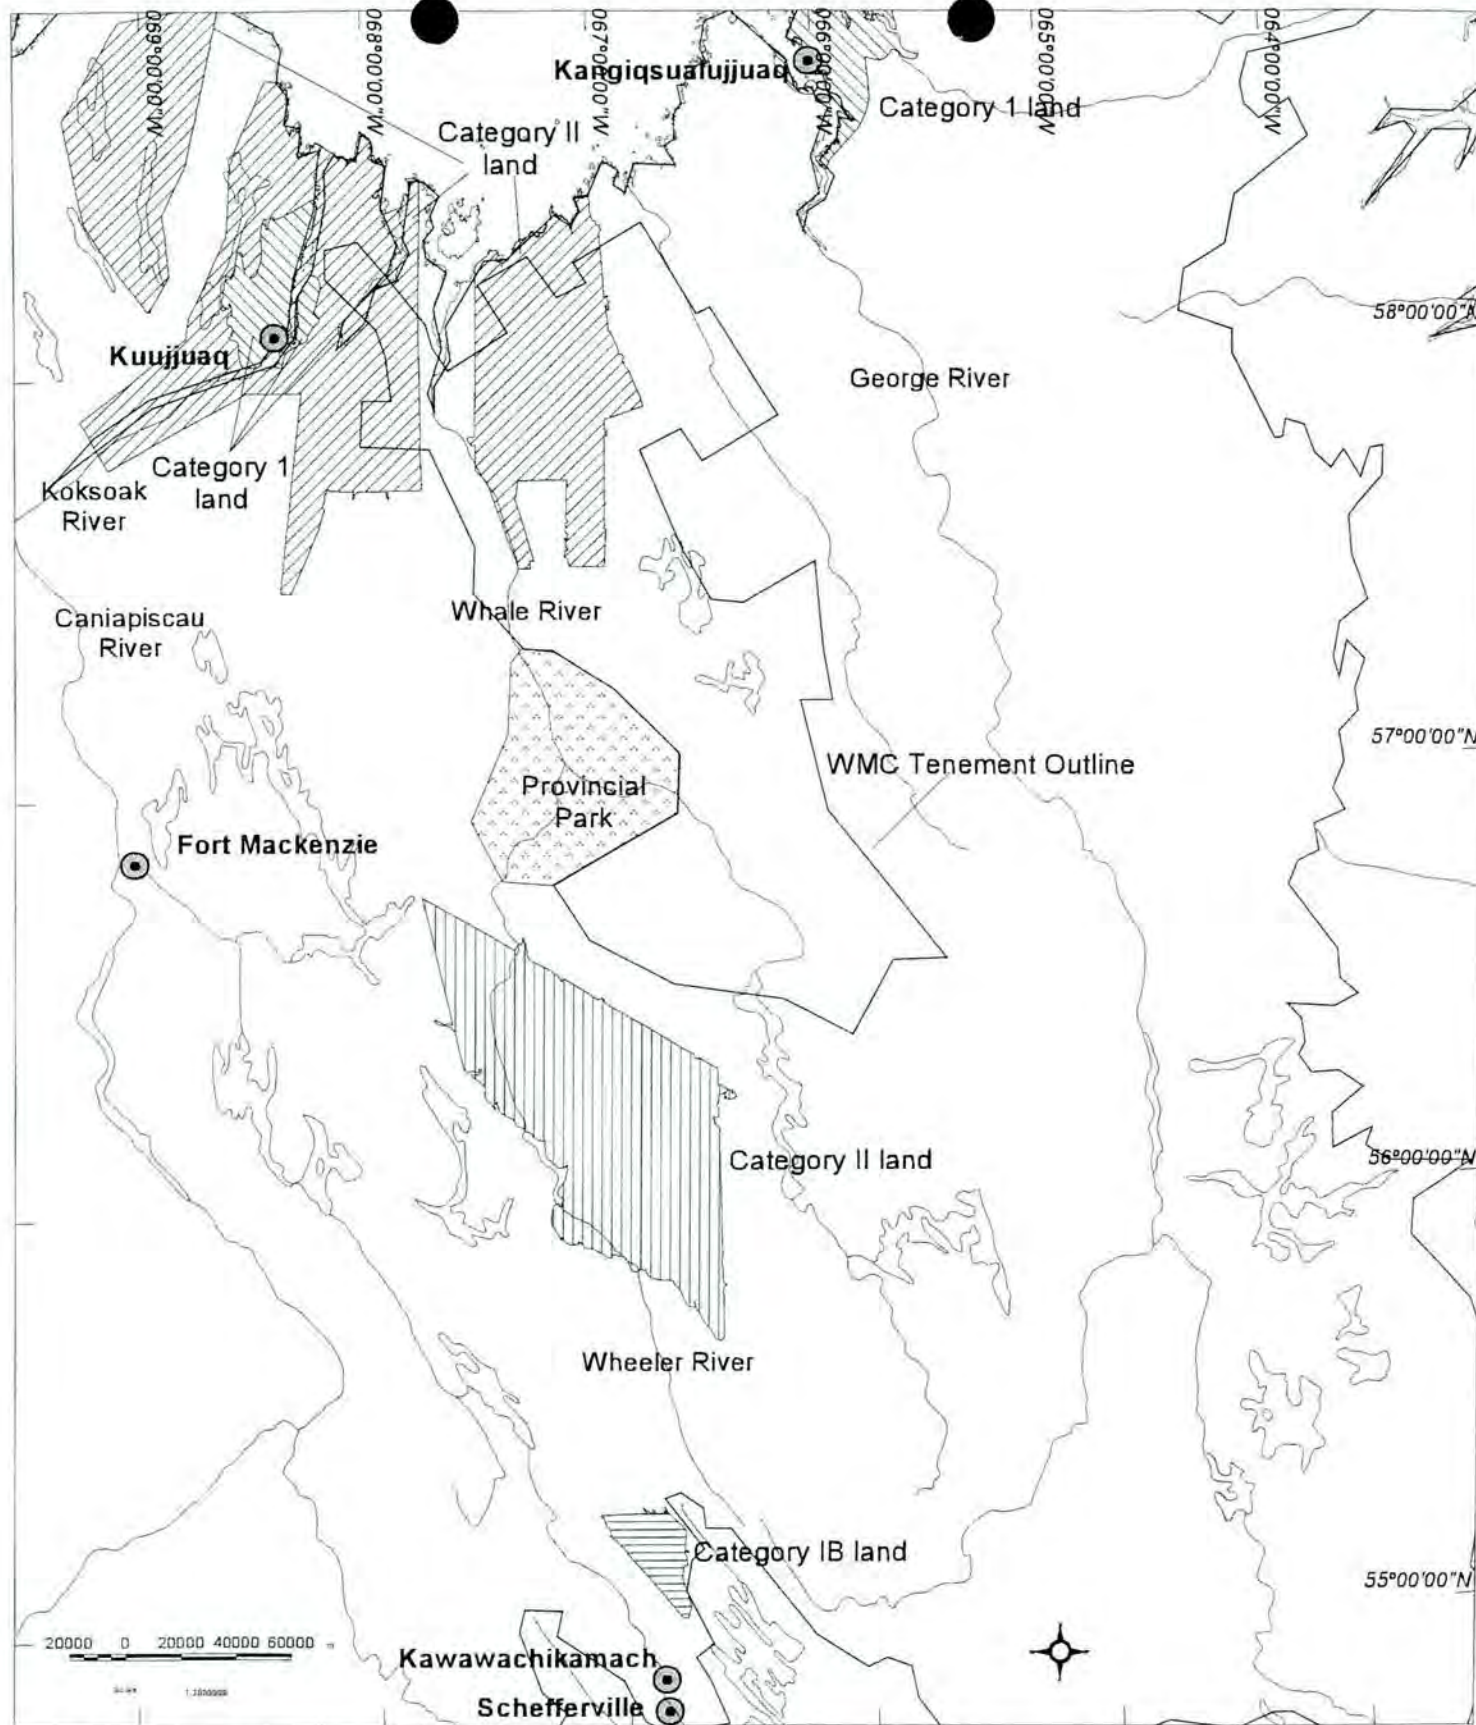 069°00'00"W
068°00'00"W
067°00'00"W
066°00'00"W
065°00'00"W
064°00'00"W
Kangiqsualujjuaq
Category 1 land
Category II
land
58°00'00"N
Kuujjuaq
George River
Category 1
land
Koksoak
River
Whale River
Caniapiscau
River
57°00'00"N
WMC Tenement Outline
Provincial
Park
Fort Mackenzie
Category II land
56°00'00"N
Wheeler River
Category IB land
55°00'00"N
20000 0 20000 40000 60000
Kawawachikamach
Schefferville